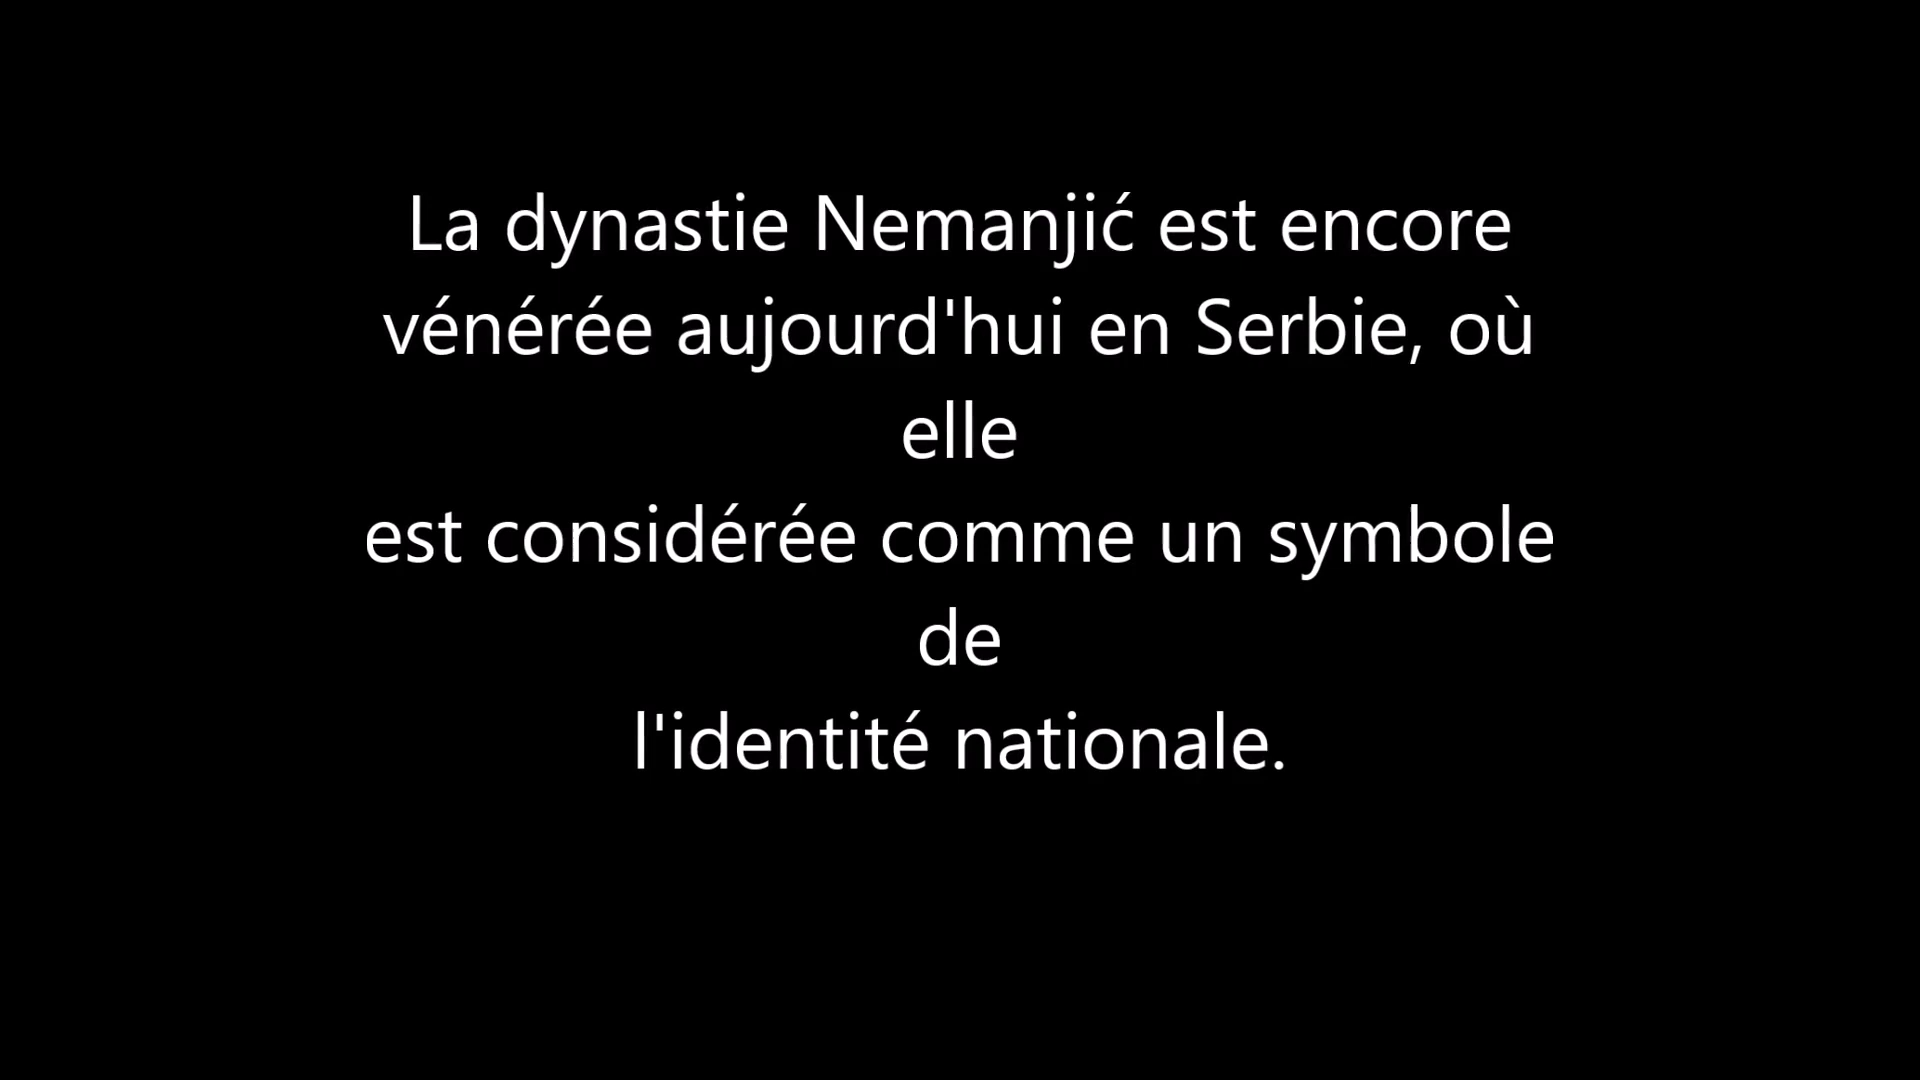 La dynastie Nemanjić est encore
vénérée aujourd'hui en Serbie, où
elle
est considérée comme un symbole
de
l'identité nationale.